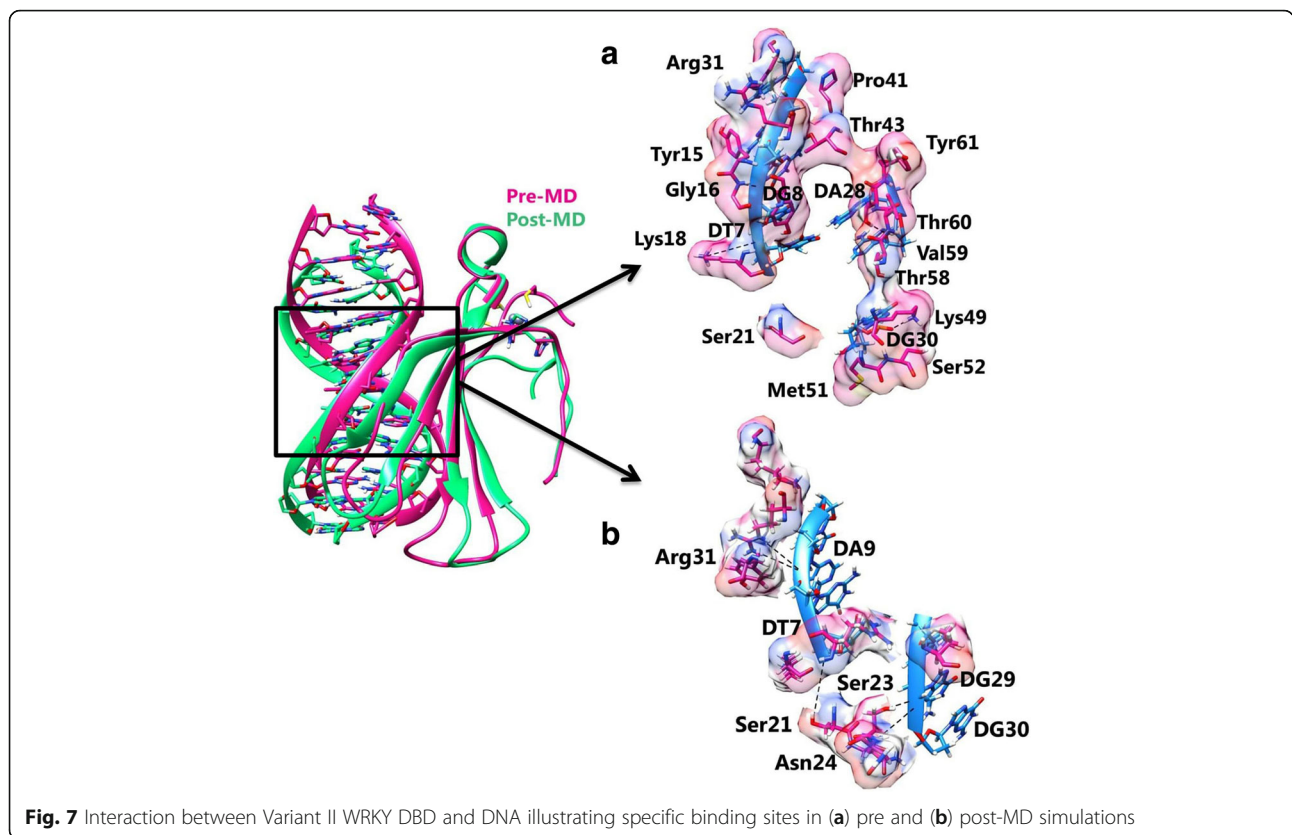 a
Arg31
Pro41
Thr43
Tyr15
Tyr61
Pre-MD
Post-MD
Gly16
DG8 DA28
DT7
Thr60
Lys18
Val59
Thr58
Lys49
Ser21
DG30
Ser52
Met51
b
DA9
Arg31
DT7
Ser23
DG29
Ser21
DG30
Asn24
Fig. 7 Interaction between Variant II WRKY DBD and DNA illustrating specific binding sites in (a) pre and (b) post-MD simulations